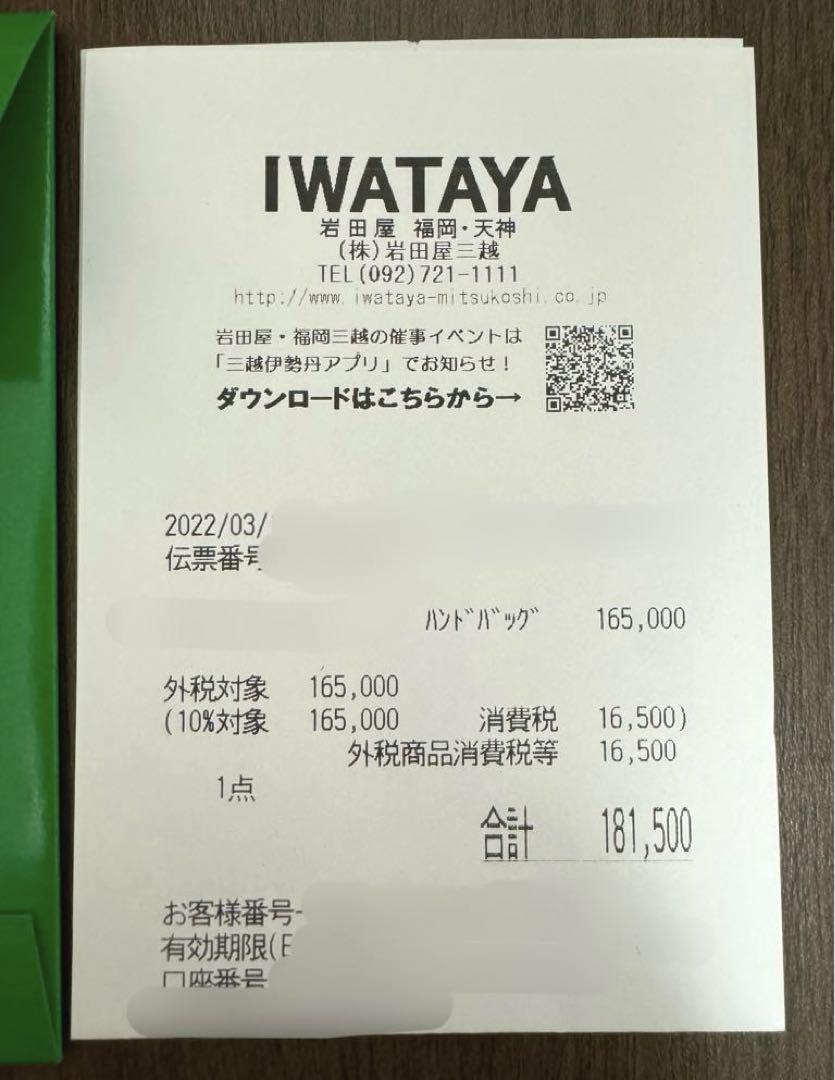 IWATAYA
岩田屋 福岡・天神
(株)岩田屋三越
TEL(092)721-1111
http://www.iwataya-mitsukoshi.co.jp
岩田屋・福岡三越の催事イベントは
「三越伊勢丹アプリ」でお知らせ！
ダウンロードはこちらから→
2022/03/
伝票番号
ﾊﾝﾄﾞﾊﾞｯｸﾞ 165,000
外税対象 165,000
(10%対象 165,000 消費税 16,500)
外税商品消費税等 16,500
1点
合計 181,500
お客様番号-
有効期限(E
口座番号